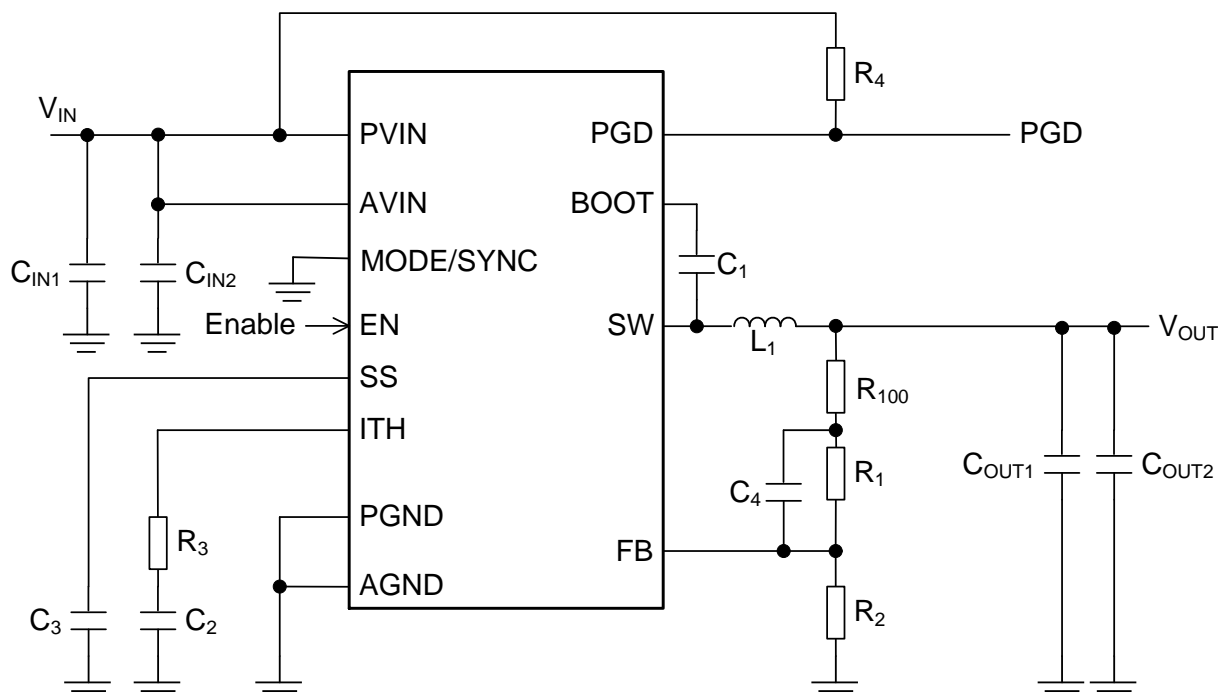 R4
VIN
PVIN
PGD
PGD
AVIN
BOOT
CIN1
CIN2
MODE/SYNC
C1
Enable
EN
SW
L1
VOUT
SS
R100
ITH
COUT1
COUT2
C4
R1
R3
PGND
FB
AGND
C3
C2
R2